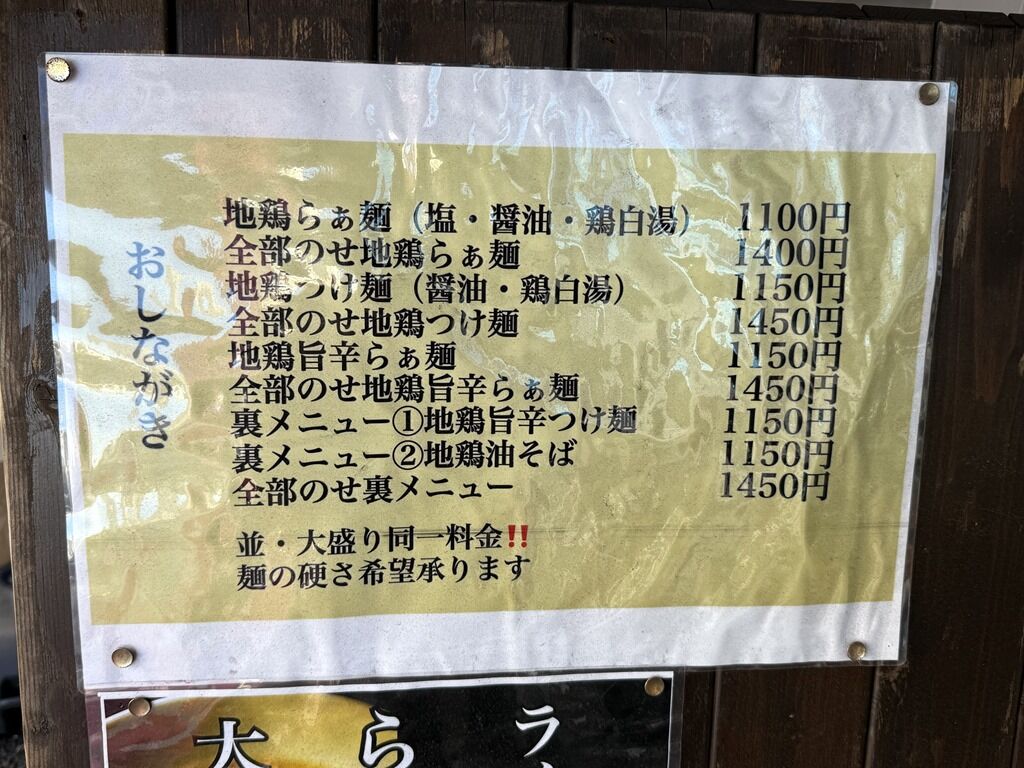 おしながき
地鶏らぁ麺（塩・醤油・鶏白湯） 1100円
全部のせ地鶏らぁ麺 1400円
地鶏つけ麺（醤油・鶏白湯） 1150円
全部のせ地鶏つけ麺 1450円
地鶏旨辛らぁ麺 1150円
全部のせ地鶏旨辛らぁ麺 1450円
裏メニュー①地鶏旨辛つけ麺 1150円
裏メニュー②地鶏油そば 1150円
全部のせ裏メニュー 1450円
並・大盛り同一料金‼
麺の硬さ希望承ります
大 ら ラ